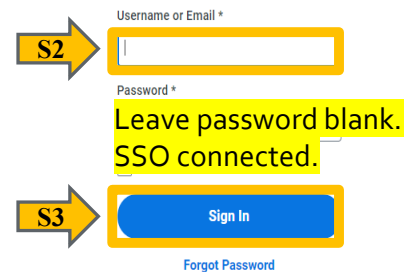 Username or Email *
S2
Password *
Leave password blank.
SSO connected.
S3
Sign In
Forgot Password